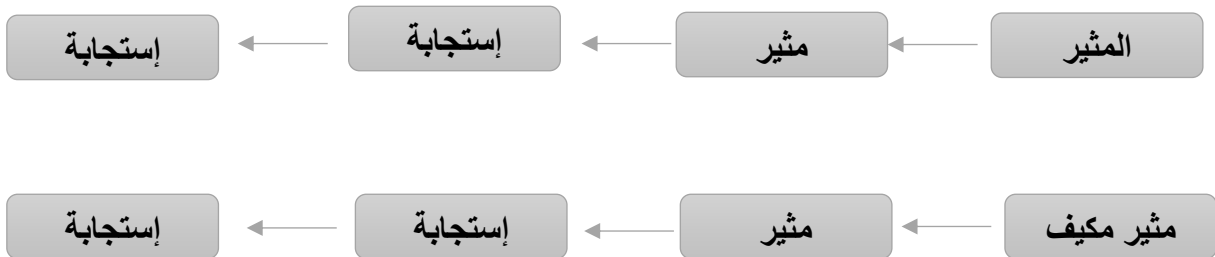 المثير
مثير
إستجابة
إستجابة
مثير مكيف
مثير
إستجابة
إستجابة